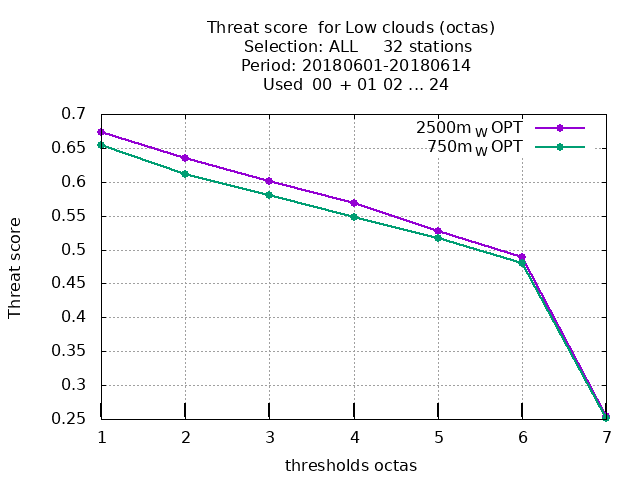 Threat score for Low clouds (octas)
Selection: ALL 32 stations
Period: 20180601-20180614
Used 00 + 01 02 ... 24
2500m W OPT
750m W OPT
0.7
0.65
0.6
0.55
0.5
0.45
0.4
0.35
0.3
0.25
Threat score
1 2 3 4 5 6 7
thresholds octas